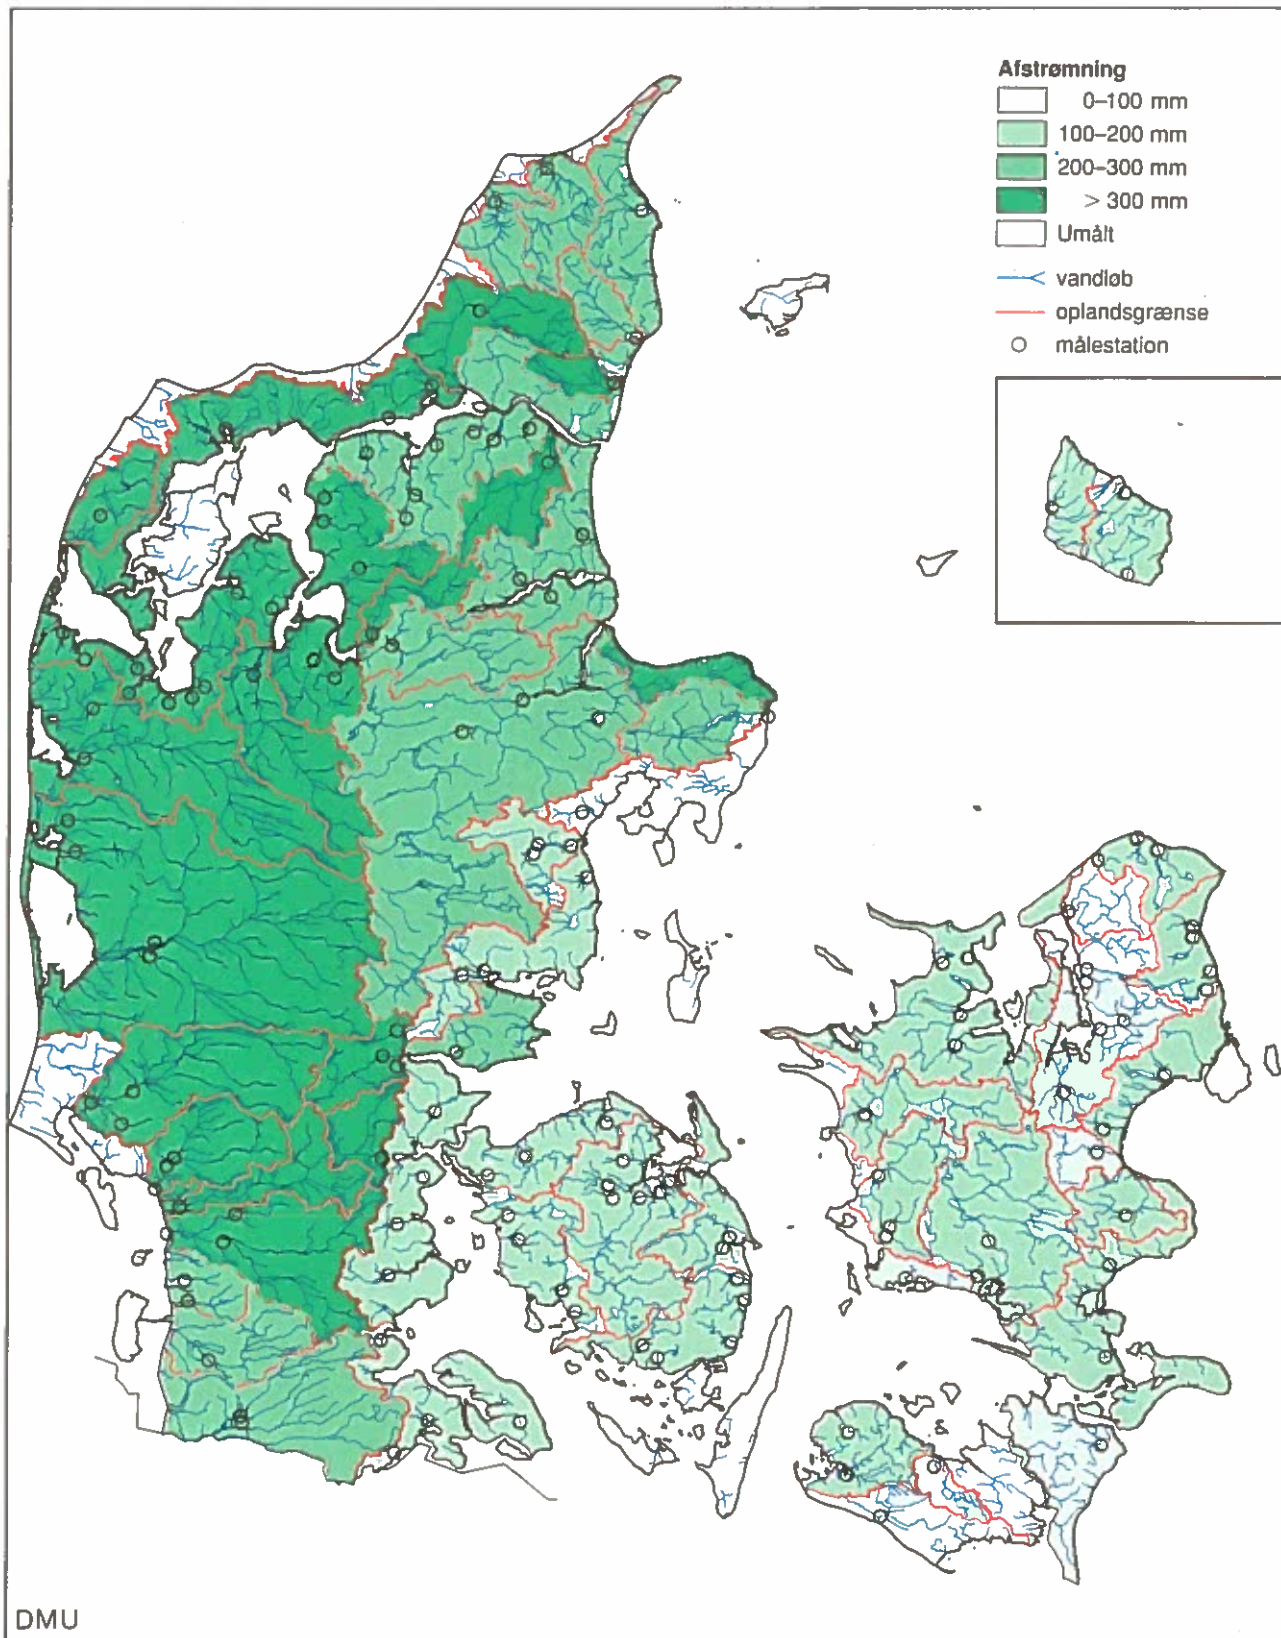 Afstrømning
0–100 mm
100–200 mm
200–300 mm
> 300 mm
Umålt
vandløb
oplandsgrænse
målestation
DMU